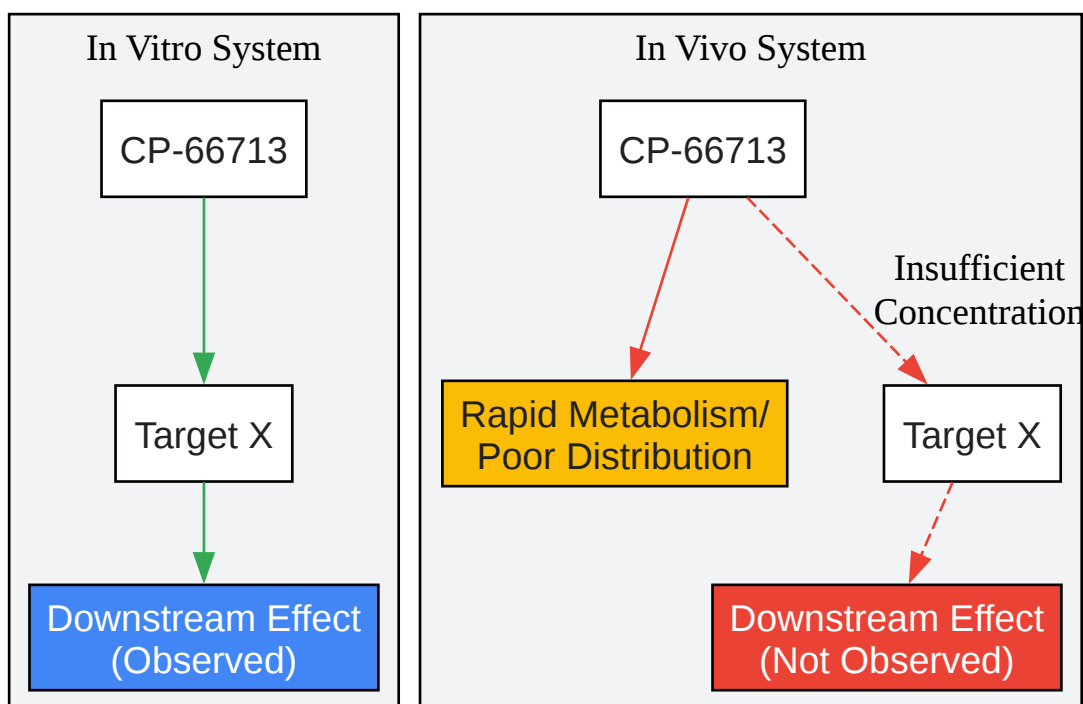 In Vitro System
CP-66713
Target X
Downstream Effect
(Observed)
In Vivo System
CP-66713
Insufficient
Concentration
Rapid Metabolism/
Poor Distribution
Target X
Downstream Effect
(Not Observed)